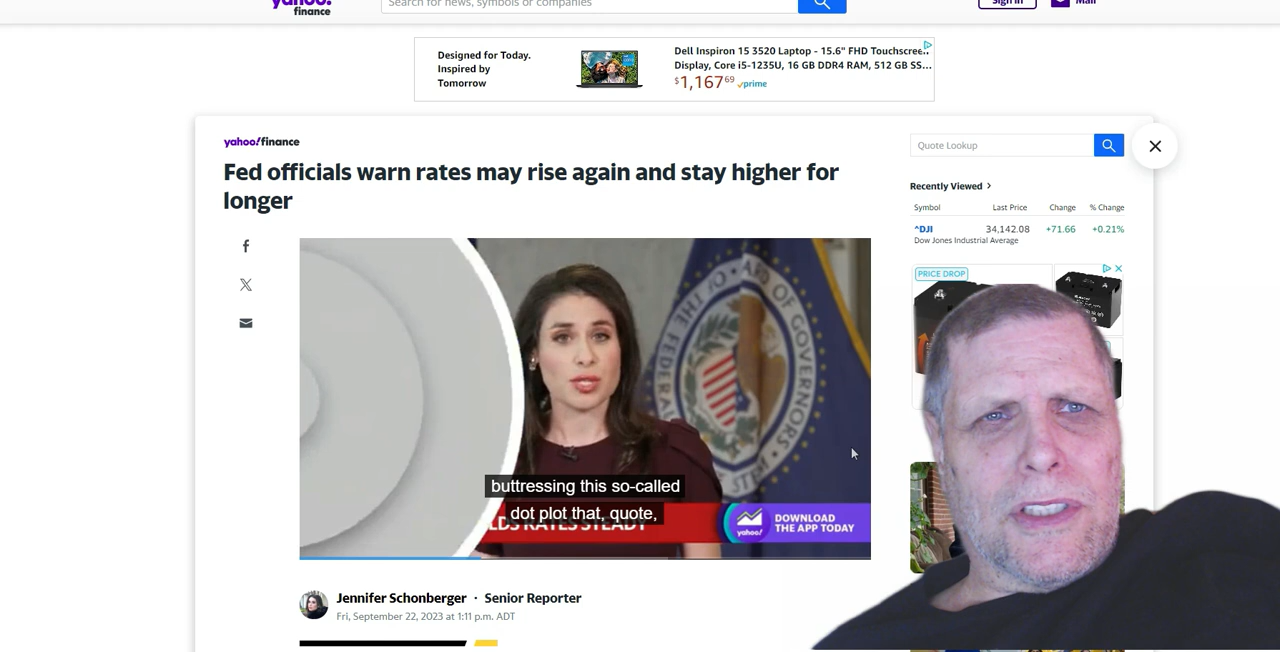 yahoo!
finance
Search for news, symbols or companies
Sign in
Mail
Designed for Today.
Inspired by
Tomorrow
Dell Inspiron 15 3520 Laptop - 15.6" FHD Touchscreen
Display, Core i5-1235U, 16 GB DDR4 RAM, 512 GB SS...
$1,16769 prime
yahoo!finance
Fed officials warn rates may rise again and stay higher for
longer
Quote Lookup
Recently Viewed
Symbol Last Price Change % Change
^DJI 34,142.08 +71.66 +0.21%
Dow Jones Industrial Average
PRICE DROP
buttressing this so-called
dot plot that, quote,
LDS RATES STEADY
yahoo!
DOWNLOAD
THE APP TODAY
Jennifer Schonberger · Senior Reporter
Fri, September 22, 2023 at 1:11 p.m. ADT